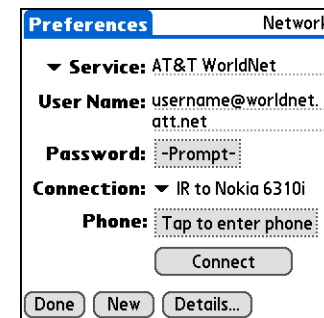 Preferences Network
Service: AT&T WorldNet
User Name: username@worldnet.
att.net
Password: -Prompt-
Connection: IR to Nokia 6310i
Phone: Tap to enter phone
Connect
Done New Details...